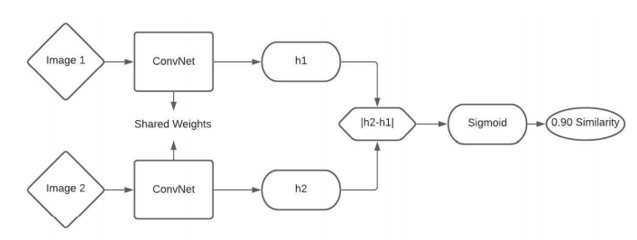 Image 1
ConvNet
h1
Shared Weights
|h2-h1|
Sigmoid
0.90 Similarity
Image 2
ConvNet
h2